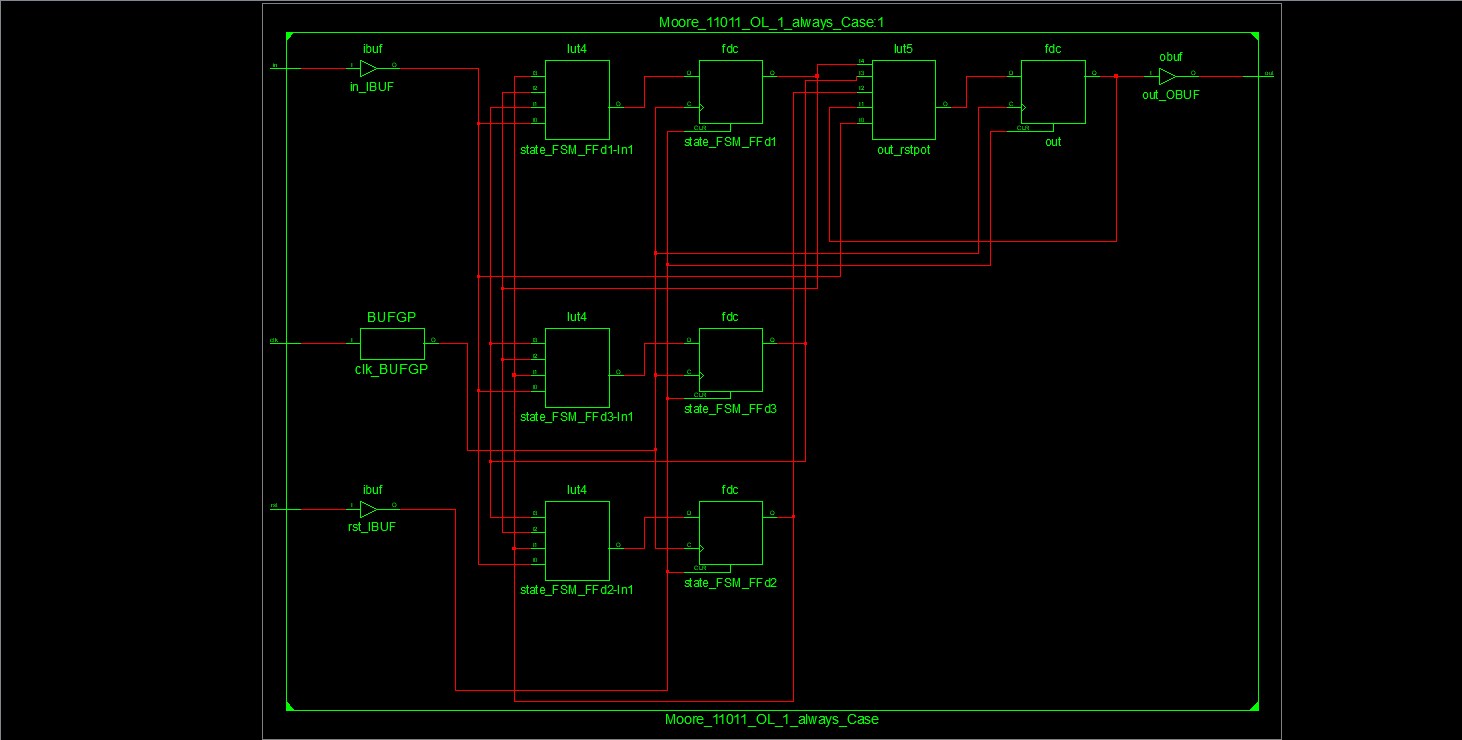 Moore_11011_OL_1_always_Case:1
ibuf
lut4
fdc
lut5
fdc
obuf
in
I
O
in_IBUF
I3
I2
I1
I0
O
state_FSM_FFd1-In1
D
C
CLR
state_FSM_FFd1
I4
I3
I2
I1
I0
O
out_rstpot
D
C
CLR
out
I
O
out_OBUF
out
BUFGP
lut4
fdc
clk
I
O
clk_BUFGP
I3
I2
I1
I0
O
state_FSM_FFd3-In1
D
C
CLR
state_FSM_FFd3
ibuf
lut4
fdc
rst
I
O
rst_IBUF
I3
I2
I1
I0
O
state_FSM_FFd2-In1
D
C
CLR
state_FSM_FFd2
Moore_11011_OL_1_always_Case